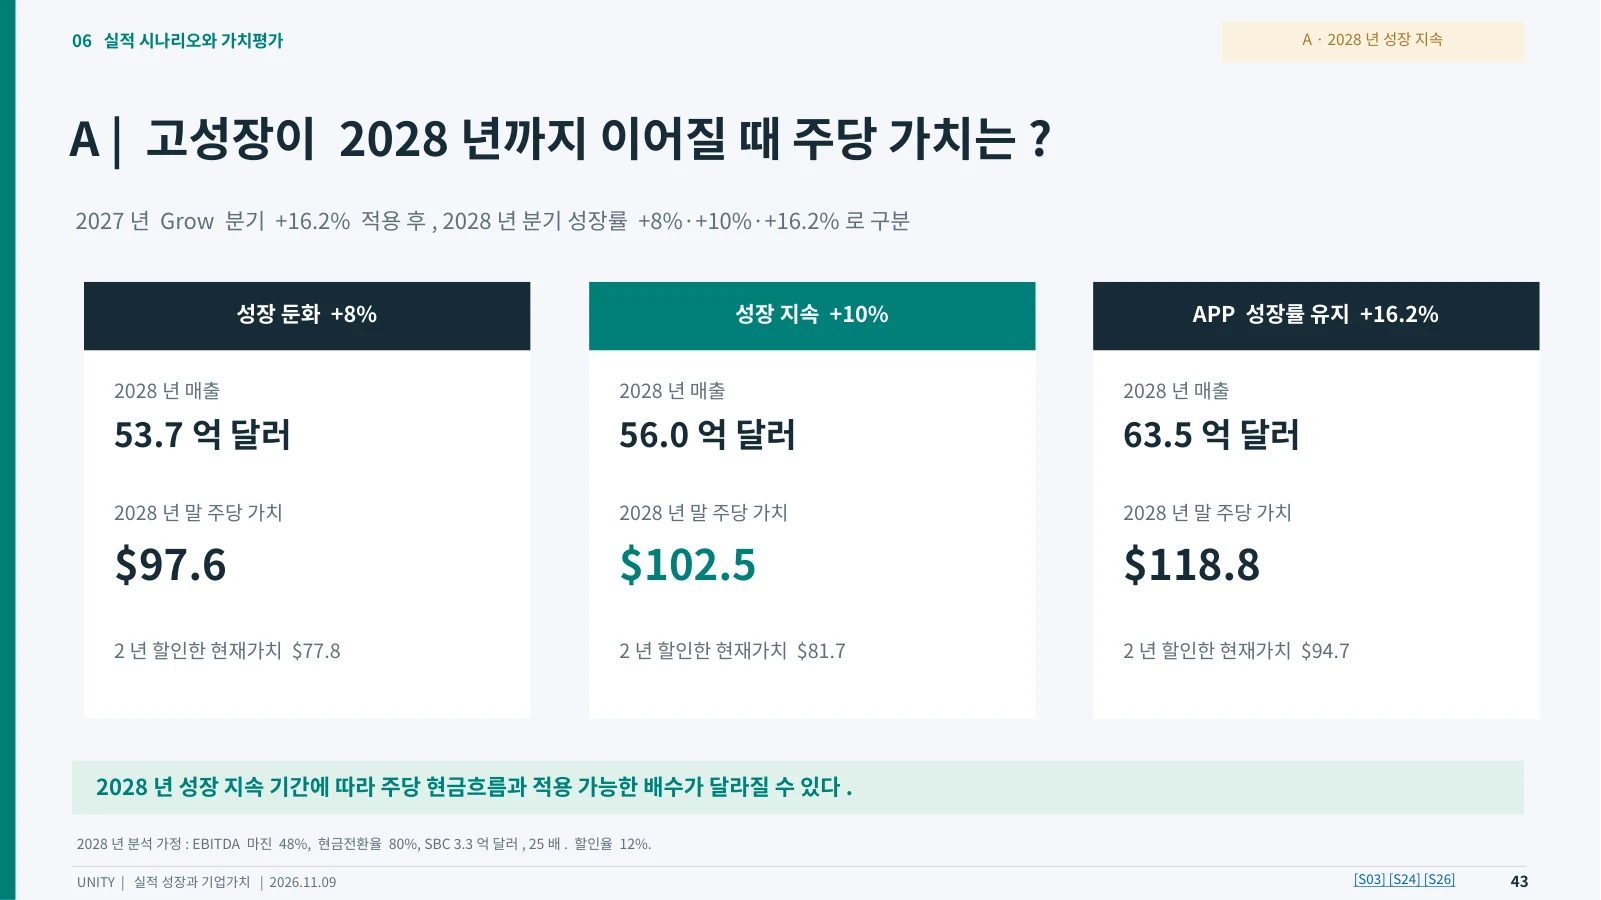 06 실적 시나리오와 가치평가
A · 2028 년 성장 지속
A | 고성장이 2028 년까지 이어질 때 주당 가치는 ?
2027 년 Grow 분기 +16.2% 적용 후 , 2028 년 분기 성장률 +8%·+10%·+16.2% 로 구분
성장 둔화 +8%
2028 년 매출
53.7 억 달러
2028 년 말 주당 가치
$97.6
2 년 할인한 현재가치 $77.8
성장 지속 +10%
2028 년 매출
56.0 억 달러
2028 년 말 주당 가치
$102.5
2 년 할인한 현재가치 $81.7
APP 성장률 유지 +16.2%
2028 년 매출
63.5 억 달러
2028 년 말 주당 가치
$118.8
2 년 할인한 현재가치 $94.7
2028 년 성장 지속 기간에 따라 주당 현금흐름과 적용 가능한 배수가 달라질 수 있다 .
2028 년 분석 가정 : EBITDA 마진 48%, 현금전환율 80%, SBC 3.3 억 달러 , 25 배 . 할인율 12%.
UNITY | 실적 성장과 기업가치 | 2026.11.09
[S03] [S24] [S26]
43